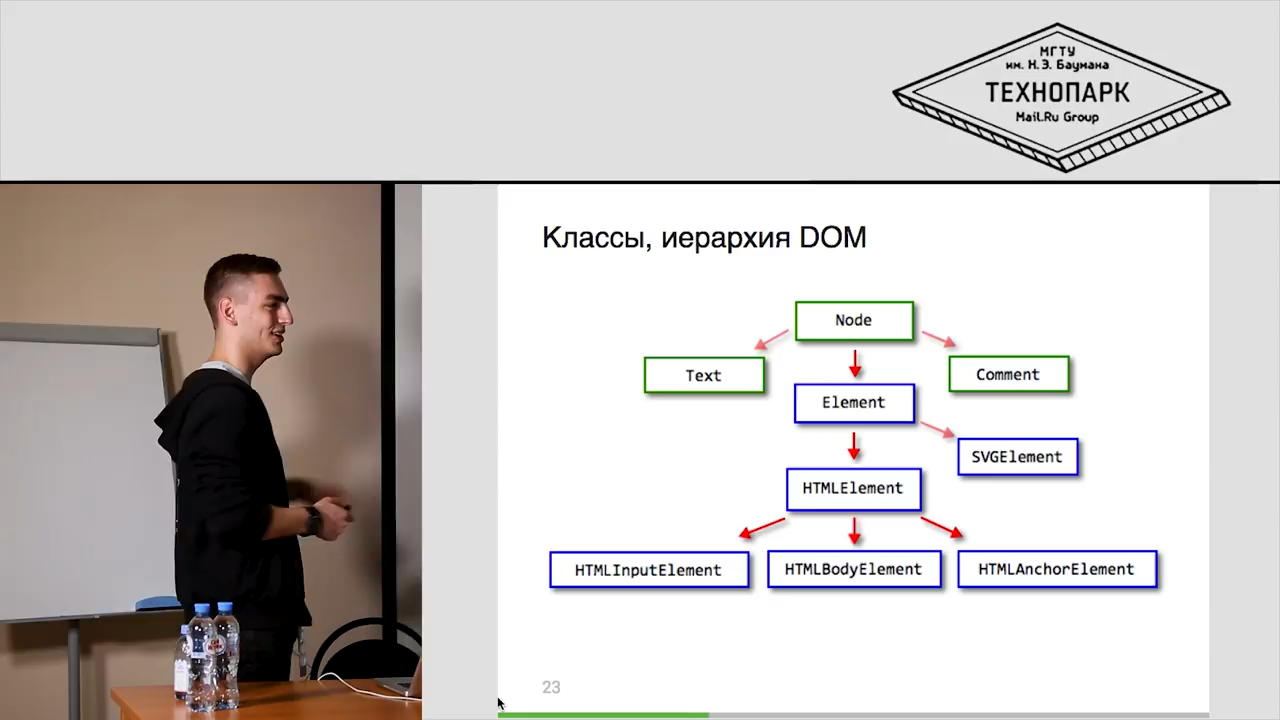 МГТУ
им. Н.Э. Баумана
ТЕХНОПАРК
Mail.Ru Group
Классы, иерархия DOM
Node
Text
Comment
Element
SVGElement
HTMLElement
HTMLInputElement
HTMLBodyElement
HTMLAnchorElement
23